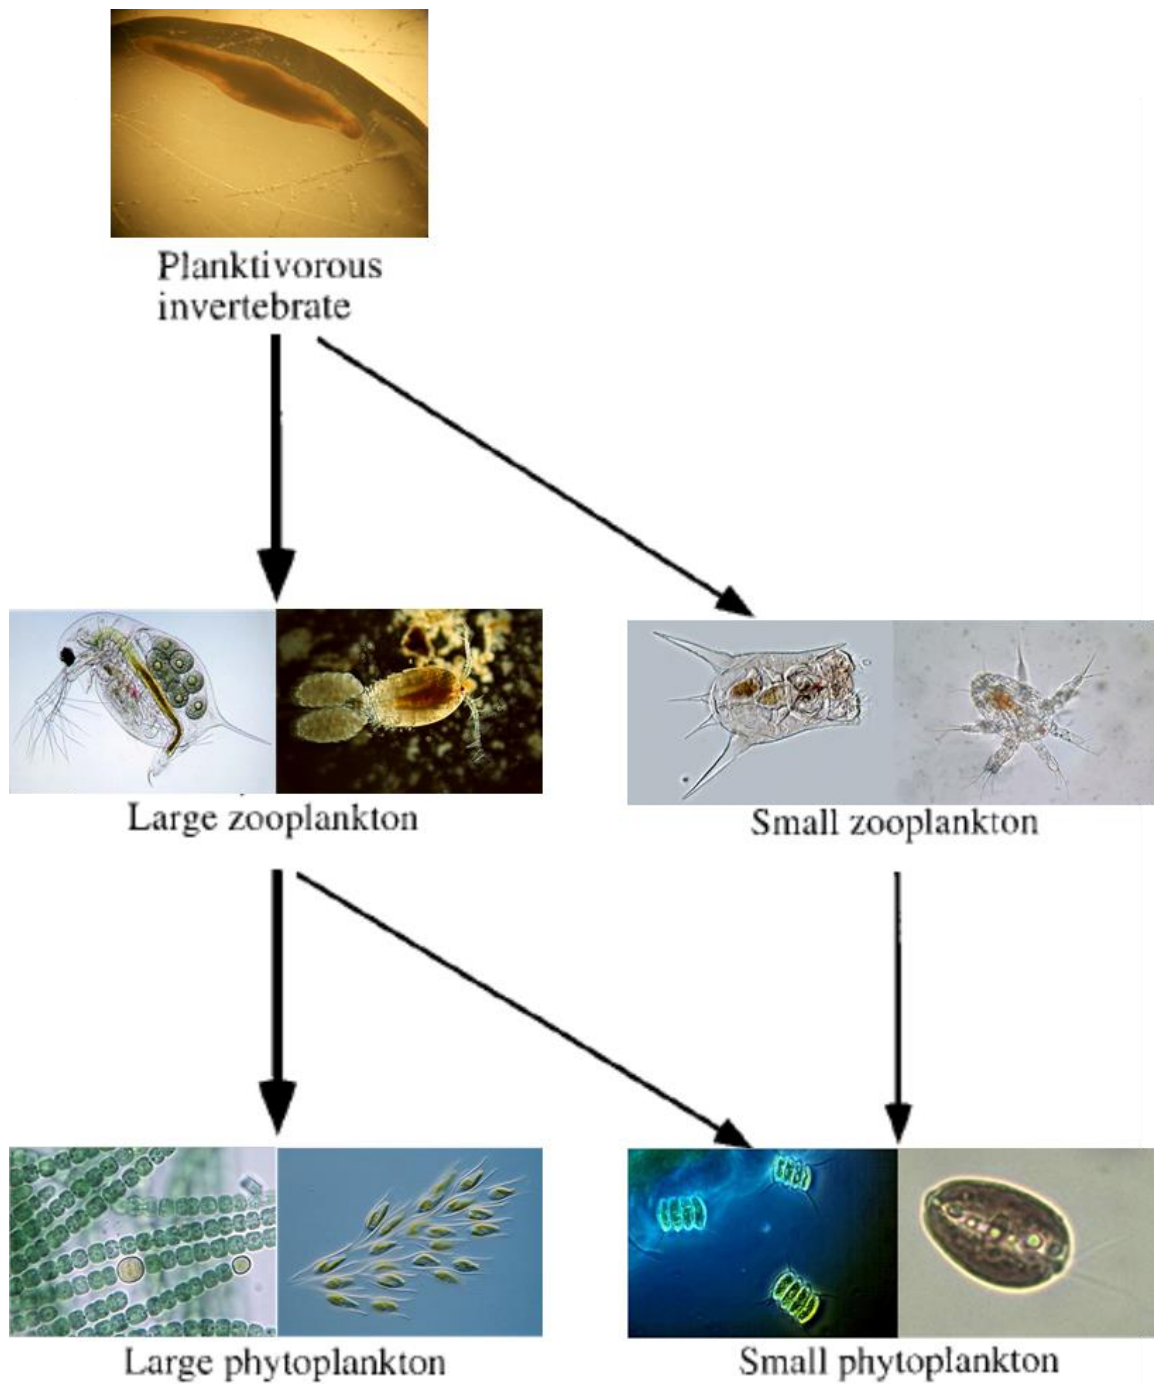 Planktivorous
invertebrate
Large zooplankton
Small zooplankton
Large phytoplankton
Small phytoplankton